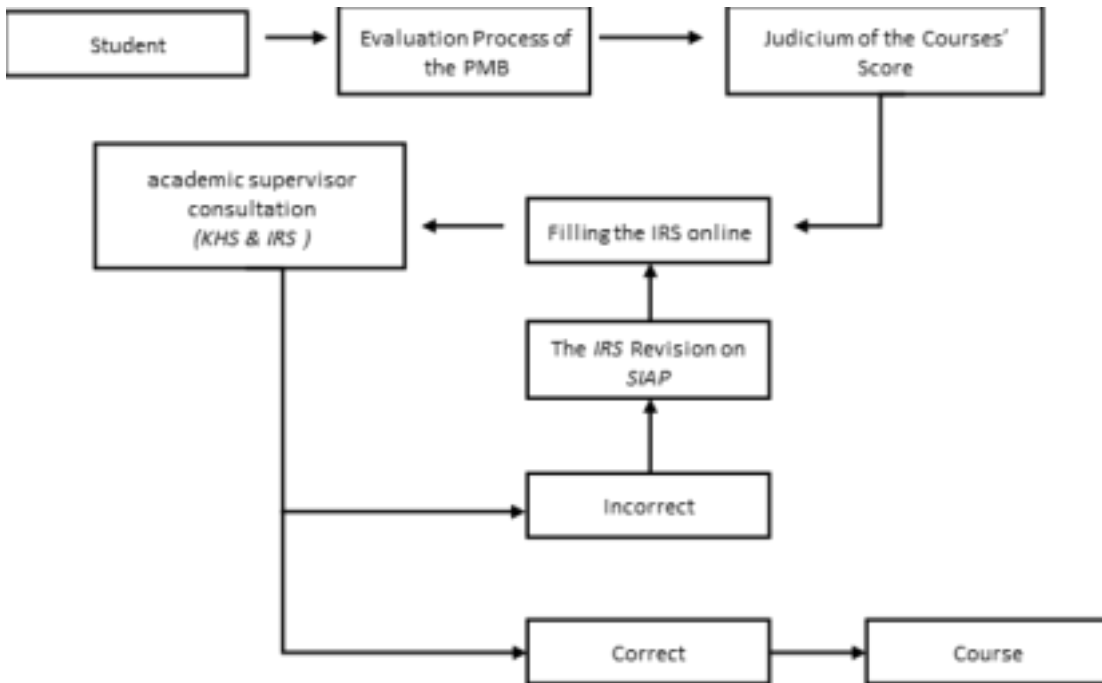 Student
Evaluation Process of
the PMB
Judicium of the Courses'
Score
academic supervisor
consultation
(KHS & IRS )
Filling the IRS online
The IRS Revision on
SIAP
Incorrect
Correct
Course